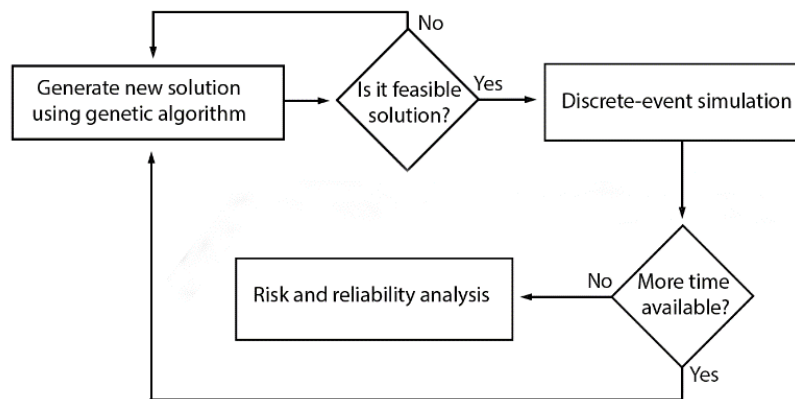 No
Generate new solution
using genetic algorithm
Is it feasible
solution?
Yes
Discrete-event simulation
No
More time
available?
Risk and reliability analysis
Yes